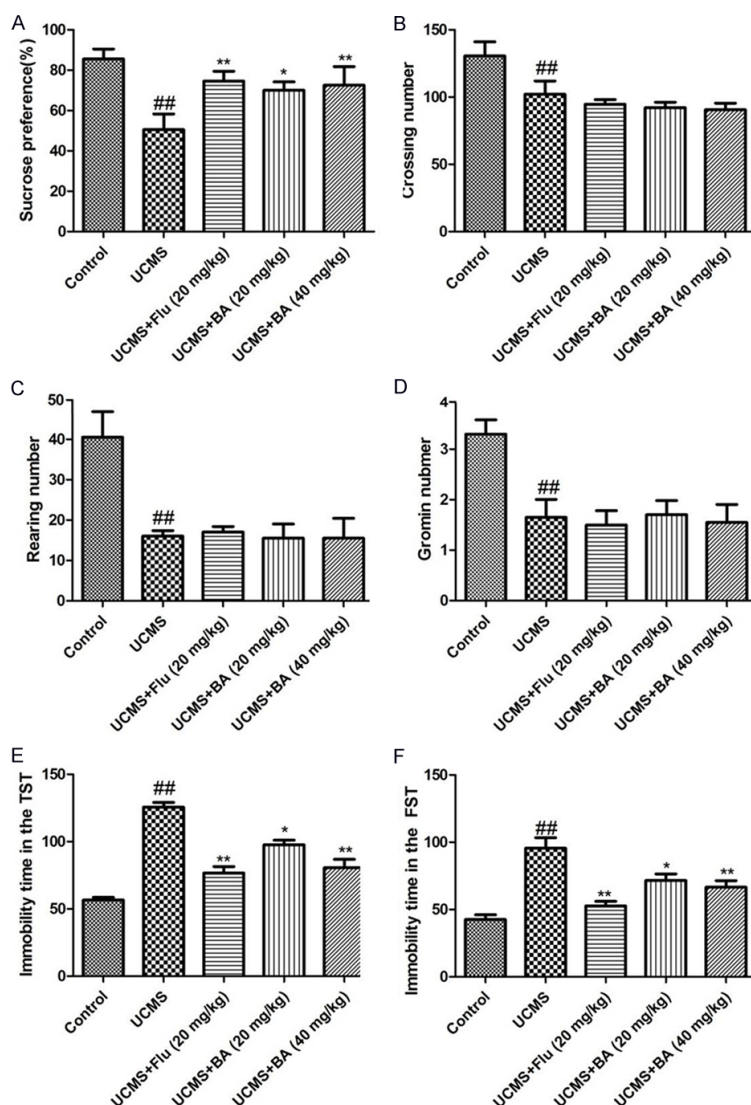 A
Sucrose preference(%)
100
80
60
40
20
0
##
**
*
**
Control
UCMS
UCMS+Flu (20 mg/kg)
UCMS+BA (20 mg/kg)
UCMS+BA (40 mg/kg)
B
Crossing number
150
100
50
0
##
Control
UCMS
UCMS+Flu (20 mg/kg)
UCMS+BA (20 mg/kg)
UCMS+BA (40 mg/kg)
C
Rearing number
50
40
30
20
10
0
##
Control
UCMS
UCMS+Flu (20 mg/kg)
UCMS+BA (20 mg/kg)
UCMS+BA (40 mg/kg)
D
Gromin nubmer
4
3
2
1
0
##
Control
UCMS
UCMS+Flu (20 mg/kg)
UCMS+BA (20 mg/kg)
UCMS+BA (40 mg/kg)
E
Immobility time in the TST
150
100
50
0
##
**
*
**
Control
UCMS
UCMS+Flu (20 mg/kg)
UCMS+BA (20 mg/kg)
UCMS+BA (40 mg/kg)
F
Immobility time in the FST
150
100
50
0
##
**
*
**
Control
UCMS
UCMS+Flu (20 mg/kg)
UCMS+BA (20 mg/kg)
UCMS+BA (40 mg/kg)